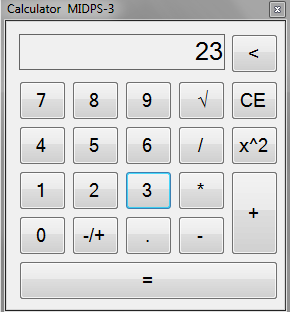 Calculator MIDPS-3
23 <
7 8 9 √ CE
4 5 6 / x^2
1 2 3 * +
0 -/+ . -
=